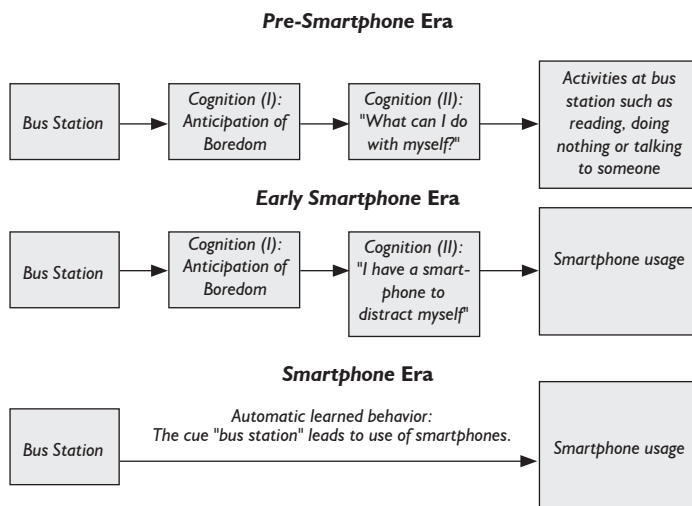 Pre-Smartphone Era
Bus Station
Cognition (I):
Anticipation of
Boredom
Cognition (II):
"What can I do
with myself?"
Activities at bus
station such as
reading, doing
nothing or talking
to someone
Early Smartphone Era
Bus Station
Cognition (I):
Anticipation of
Boredom
Cognition (II):
"I have a smart-
phone to
distract myself"
Smartphone usage
Smartphone Era
Bus Station
Automatic learned behavior:
The cue "bus station" leads to use of smartphones.
Smartphone usage